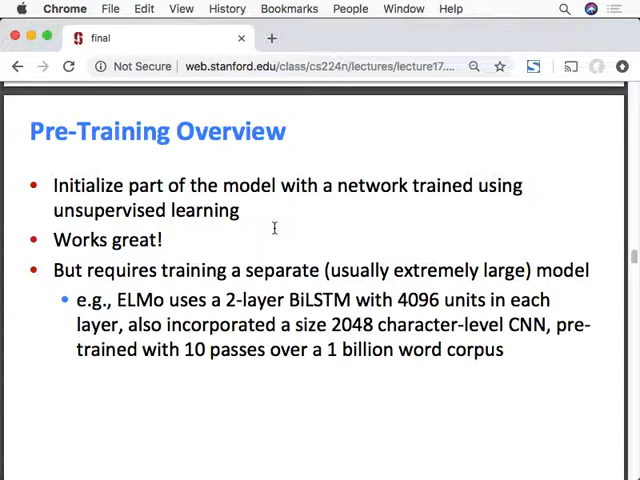 Chrome File Edit View History Bookmarks People Window Help
final
Not Secure web.stanford.edu/class/cs224n/lectures/lecture17....
Pre-Training Overview
• Initialize part of the model with a network trained using
unsupervised learning
• Works great!
• But requires training a separate (usually extremely large) model
• e.g., ELMo uses a 2-layer BiLSTM with 4096 units in each
layer, also incorporated a size 2048 character-level CNN, pre-
trained with 10 passes over a 1 billion word corpus